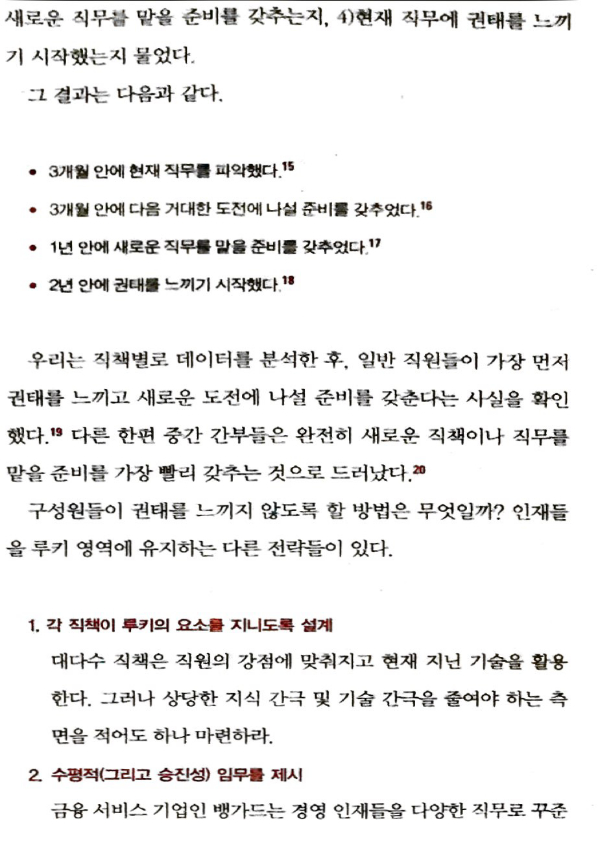 새로운 직무를 맡을 준비를 갖추는지, 4)현재 직무에 권태를 느끼
기 시작했는지 물었다.
그 결과는 다음과 같다.
• 3개월 안에 현재 직무를 파악했다.15
• 3개월 안에 다음 거대한 도전에 나설 준비를 갖추었다.16
• 1년 안에 새로운 직무를 맡을 준비를 갖추었다.17
• 2년 안에 권태를 느끼기 시작했다.18
우리는 직책별로 데이터를 분석한 후, 일반 직원들이 가장 먼저
권태를 느끼고 새로운 도전에 나설 준비를 갖춘다는 사실을 확인
했다.19 다른 한편 중간 간부들은 완전히 새로운 직책이나 직무를
맡을 준비를 가장 빨리 갖추는 것으로 드러났다.20
구성원들이 권태를 느끼지 않도록 할 방법은 무엇일까? 인재들
을 루키 영역에 유지하는 다른 전략들이 있다.
1. 각 직책이 루키의 요소를 지니도록 설계
대다수 직책은 직원의 강점에 맞춰지고 현재 지닌 기술을 활용
한다. 그러나 상당한 지식 간극 및 기술 간극을 줄여야 하는 측
면을 적어도 하나 마련하라.
2. 수평적(그리고 승진성) 임무를 제시
금융 서비스 기업인 뱅가드는 경영 인재들을 다양한 직무로 꾸준